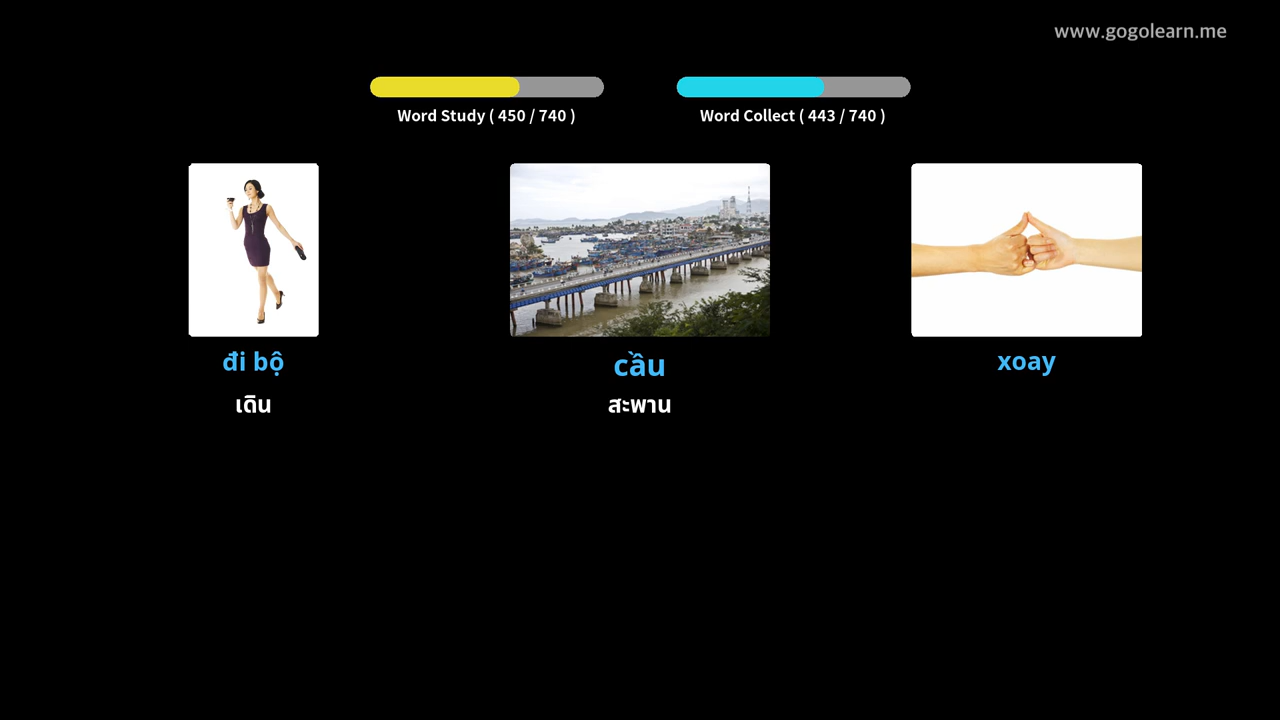 www.gogolearn.me
Word Study ( 450 / 740 )
Word Collect ( 443 / 740 )
đi bộ
เดิน
cầu
สะพาน
xoay